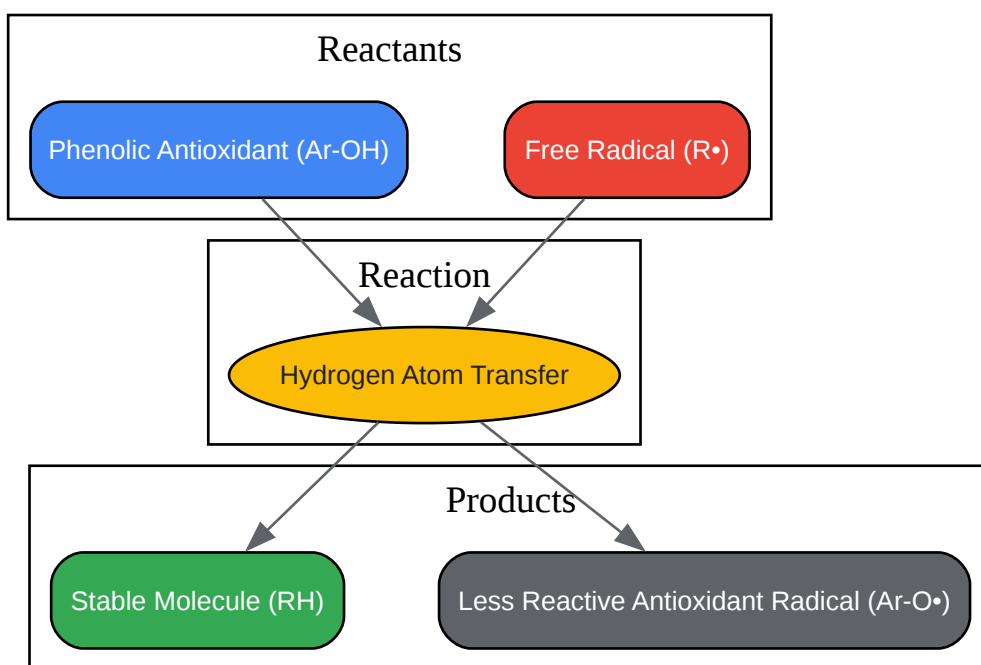 Reactants
Phenolic Antioxidant (Ar-OH)
Free Radical (R•)
Reaction
Hydrogen Atom Transfer
Products
Stable Molecule (RH)
Less Reactive Antioxidant Radical (Ar-O•)